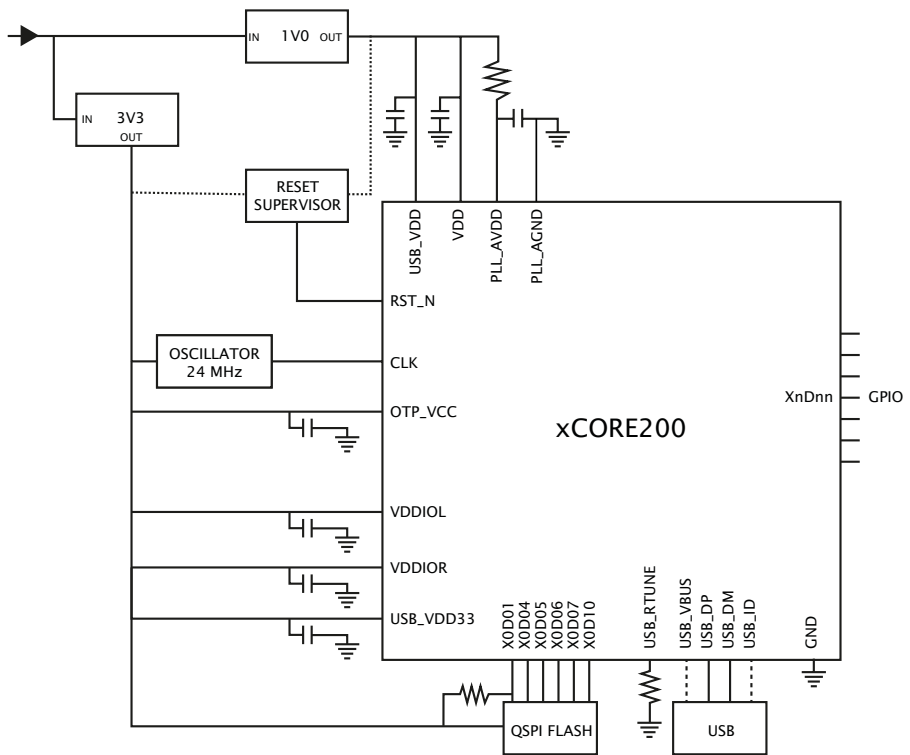 IN 1V0 OUT
IN 3V3
OUT
RESET
SUPERVISOR
USB_VDD
VDD
PLL_AVDD
PLL_AGND
RST_N
OSCILLATOR
24 MHz
CLK
OTP_VCC
XnDnn GPIO
xCORE200
VDDIOL
VDDIOR
USB_VDD33
X0D01
X0D04
X0D05
X0D06
X0D07
X0D10
USB_RTUNE
USB_VBUS
USB_DP
USB_DM
USB_ID
GND
QSPI FLASH
USB